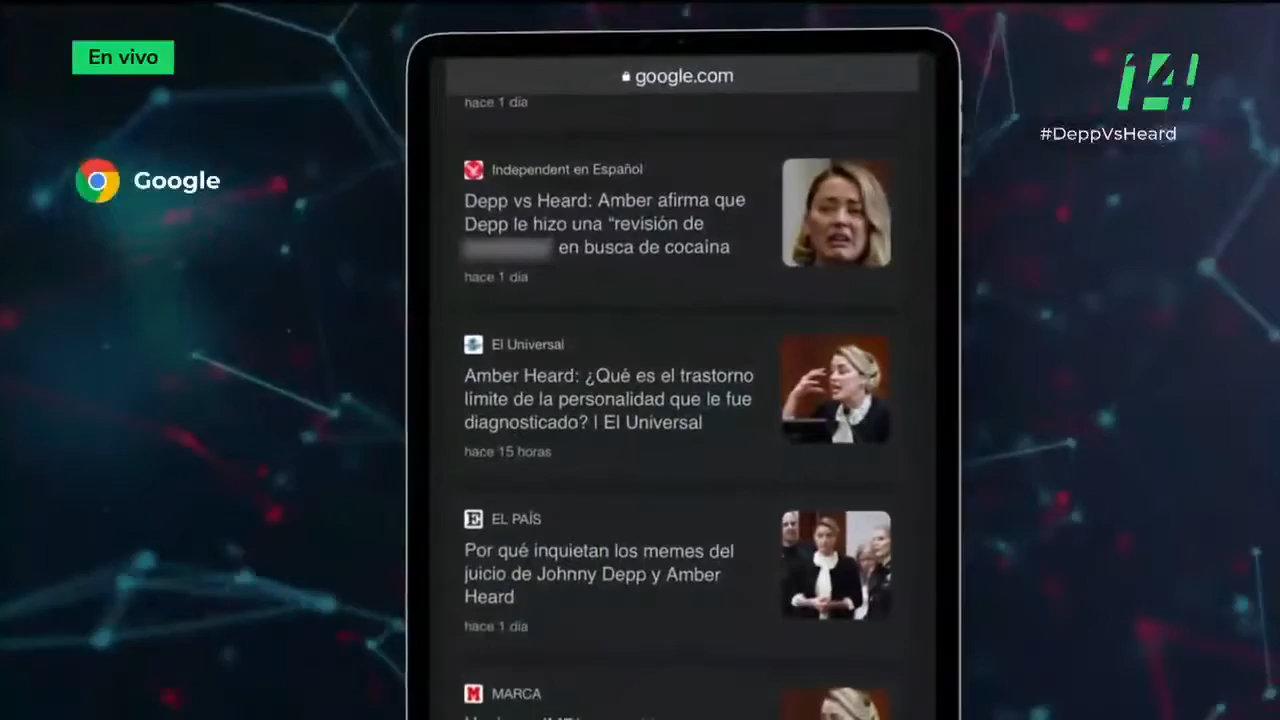 En vivo
14!
#DeppVsHeard
Google
google.com
hace 1 día
Independent en Español
Depp vs Heard: Amber afirma que
Depp le hizo una “revisión de
en busca de cocaína
hace 1 día
El Universal
Amber Heard: ¿Qué es el trastorno
límite de la personalidad que le fue
diagnosticado? | El Universal
hace 15 horas
EL PAÍS
Por qué inquietan los memes del
juicio de Johnny Depp y Amber
Heard
hace 1 día
MARCA